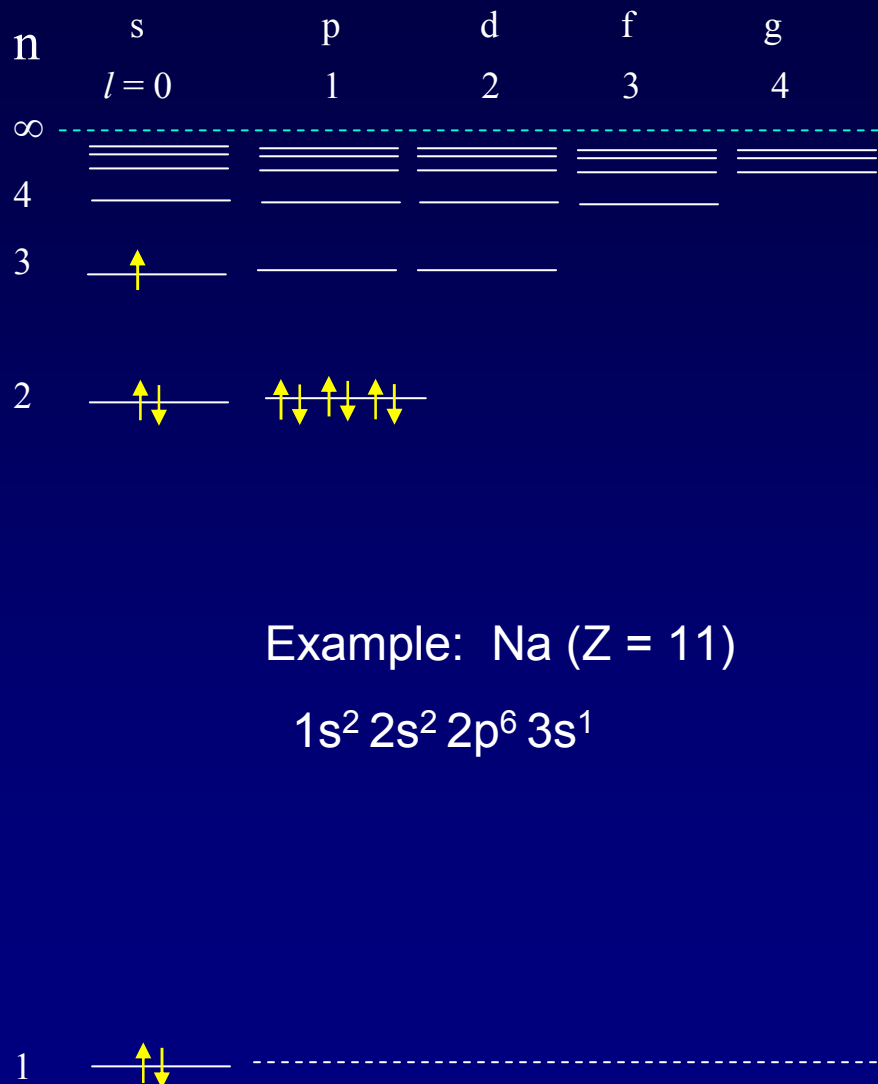 n s p d f g
l = 0 1 2 3 4
∞
4
3
2
Example: Na (Z = 11)
1s² 2s² 2p⁶ 3s¹
1